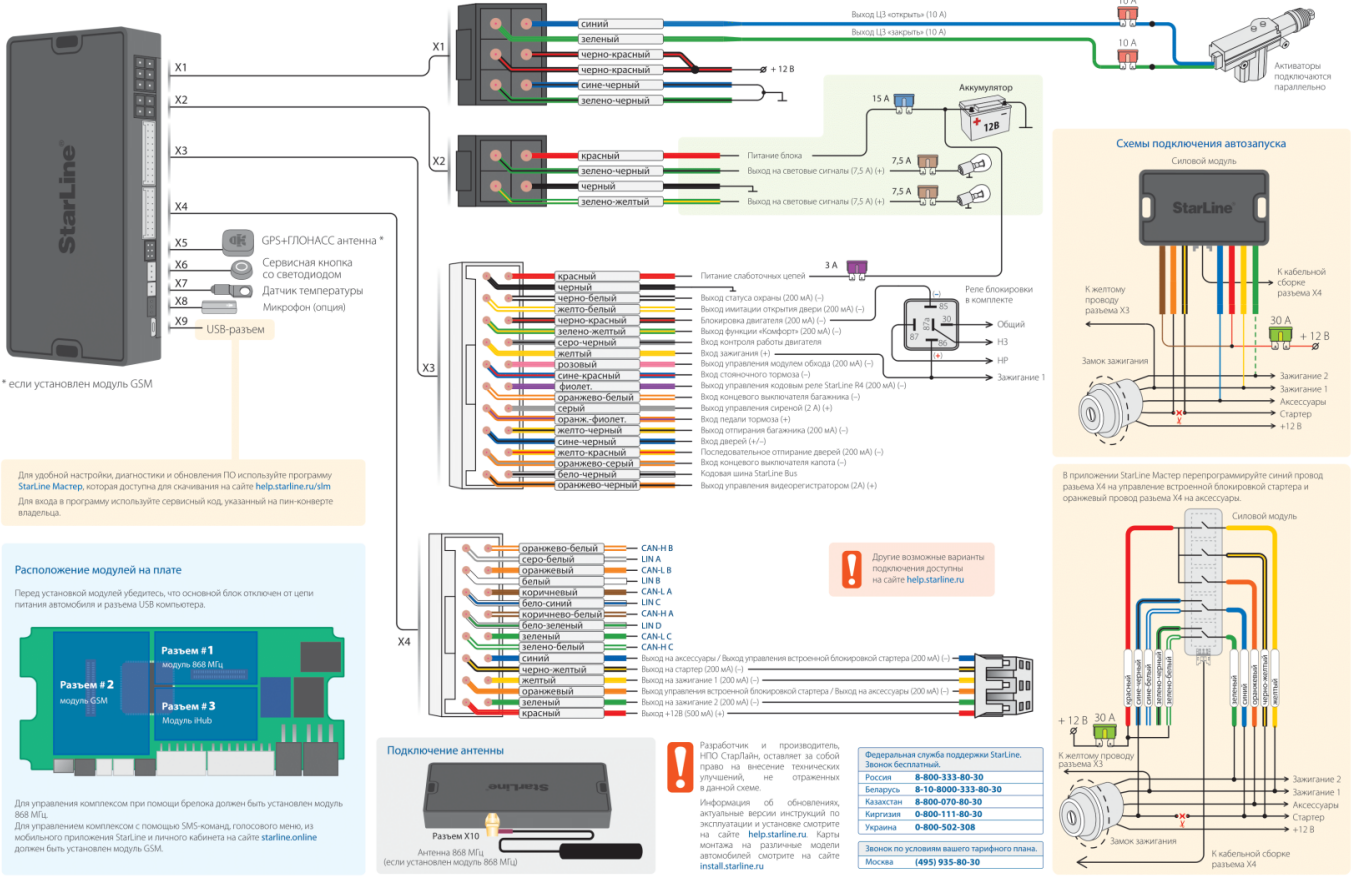 StarLine
X1
X2
X3
X4
X5
X6
X7
X8
X9
GPS+ГЛОНАСС антенна *
Сервисная кнопка
со светодиодом
Датчик температуры
Микрофон (опция)
USB-разъем
* если установлен модуль GSM
Для удобной настройки, диагностики и обновления ПО используйте программу
StarLine Мастер, которая доступна для скачивания на сайте help.starline.ru/slm
Для входа в программу используйте сервисный код, указанный на пин-конверте
владельца.
Расположение модулей на плате
Перед установкой модулей убедитесь, что основной блок отключен от цепи
питания автомобиля и разъема USB компьютера.
Разъем #1
модуль 868 МГц
Разъем # 2
модуль GSM
Разъем # 3
Модуль iHub
Для управления комплексом при помощи брелока должен быть установлен модуль
868 МГц.
Для управлением комплексом с помощью SMS-команд, голосового меню, из
мобильного приложения StarLine и личного кабинета на сайте starline.online
должен быть установлен модуль GSM.
X1
синий
зеленый
черно-красный
черно-красный
сине-черный
зелено-черный
+ 12 В
Выход ЦЗ «открыть» (10 А)
Выход ЦЗ «закрыть» (10 А)
10 А
10 А
Активаторы
подключаются
параллельно
X2
красный
зелено-черный
черный
зелено-желтый
Питание блока
Выход на световые сигналы (7,5 А) (+)
Выход на световые сигналы (7,5 А) (+)
15 А
7,5 А
7,5 А
Аккумулятор
12В
X3
красный
черный
черно-белый
желто-белый
черно-красный
зелено-желтый
серо-черный
желтый
розовый
сине-красный
фиолет.
оранжево-белый
серый
оранж.-фиолет.
желто-черный
сине-черный
желто-красный
оранжево-серый
бело-черный
оранжево-черный
Питание слаботочных цепей
3 А
Выход статуса охраны (200 мА) (–)
Выход имитации открытия двери (200 мА) (–)
Блокировка двигателя (200 мА) (–)
Выход функции «Комфорт» (200 мА) (–)
Вход контроля работы двигателя
Вход зажигания (+)
Выход управления модулем обхода (200 мА) (–)
Вход стояночного тормоза (–)
Выход управления кодовым реле StarLine R4 (200 мА) (–)
Вход концевого выключателя багажника (–)
Выход управления сиреной (2 А) (+)
Вход педали тормоза (+)
Выход отпирания багажника (200 мА) (–)
Вход дверей (+/–)
Последовательное отпирание дверей (200 мА) (–)
Вход концевого выключателя капота (–)
Кодовая шина StarLine Bus
Выход управления видеорегистратором (2А) (+)
Реле блокировки
в комплекте
(–)
85
87
87a
30
86
(+)
Общий
НЗ
НР
Зажигание 1
X4
оранжево-белый
серо-белый
оранжевый
белый
коричневый
бело-синий
коричнево-белый
бело-зеленый
зеленый
зелено-белый
синий
черно-желтый
желтый
оранжевый
зеленый
красный
CAN-H B
LIN A
CAN-L B
LIN B
CAN-L A
LIN C
CAN-H A
LIN D
CAN-L C
CAN-H C
Выход на аксессуары / Выход управления встроенной блокировкой стартера (200 мА) (–)
Выход на стартер (200 мА) (–)
Выход на зажигание 1 (200 мА) (–)
Выход управления встроенной блокировкой стартера / Выход на аксессуары (200 мА) (–)
Выход на зажигание 2 (200 мА) (–)
Выход +12В (500 мА) (+)
Другие возможные варианты
подключения доступны
на сайте help.starline.ru
Подключение антенны
StarLine
Разъем X10
Антенна 868 МГц
(если установлен модуль 868 МГц)
Разработчик и производитель,
НПО СтарЛайн, оставляет за собой
право на внесение технических
улучшений, не отраженных
в данной схеме.
Информация об обновлениях,
актуальные версии инструкций по
эксплуатации и установке смотрите
на сайте help.starline.ru. Карты
монтажа на различные модели
автомобилей смотрите на сайте
install.starline.ru
Федеральная служба поддержки StarLine.
Звонок бесплатный.
Россия 8-800-333-80-30
Беларусь 8-10-8000-333-80-30
Казахстан 8-800-070-80-30
Киргизия 0-800-111-80-30
Украина 0-800-502-308
Звонок по условиям вашего тарифного плана.
Москва (495) 935-80-30
Схемы подключения автозапуска
Силовой модуль
StarLine
К желтому
проводу
разъема X3
К кабельной
сборке
разъема X4
30 А
+ 12 В
Замок зажигания
Зажигание 2
Зажигание 1
Аксессуары
Стартер
+12 В
В приложении StarLine Мастер перепрограммируйте синий провод
разъема X4 на управление встроенной блокировкой стартера и
оранжевый провод разъема X4 на аксессуары.
Силовой модуль
красный
сине-черный
сине-белый
зелено-черный
зелено-белый
зеленый
синий
оранжевый
черно-желтый
желтый
+ 12 В
30 А
К желтому проводу
разъема X3
Замок зажигания
Зажигание 2
Зажигание 1
Аксессуары
Стартер
+12 В
К кабельной сборке
разъема X4